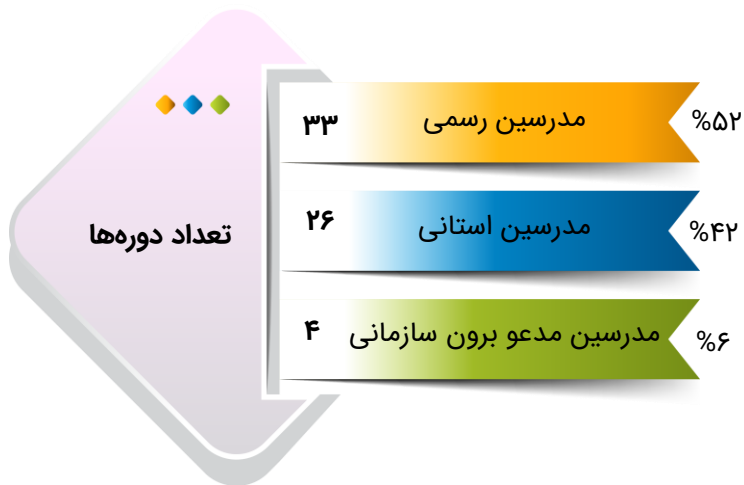 تعداد دوره‌ها
۳۳ مدرسین رسمی %۵۲
۲۶ مدرسین استانی %۴۲
۴ مدرسین مدعو برون سازمانی %۶